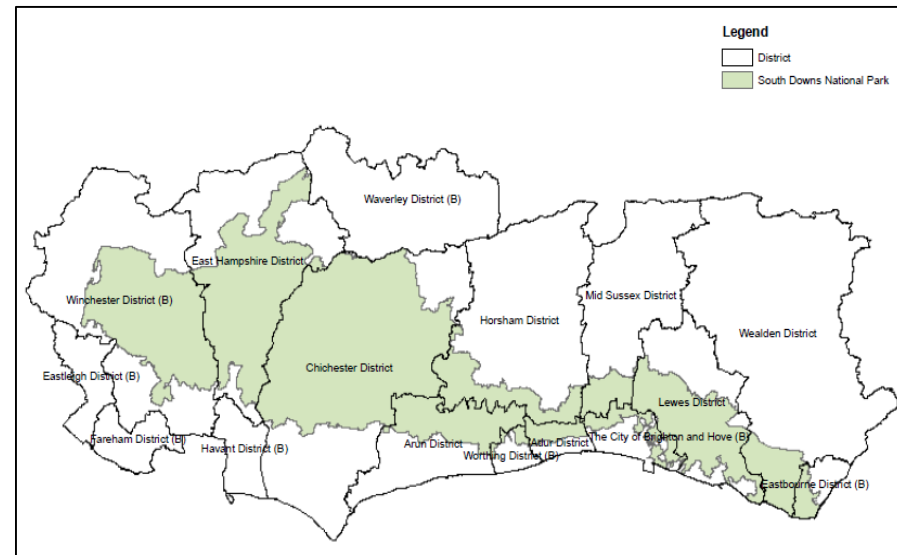 Legend
District
South Downs National Park
Waverley District (B)
East Hampshire District
Winchester District (B)
Mid Sussex District
Horsham District
Wealden District
Chichester District
Eastleigh District (B)
Lewes District
Fareham District (B)
Havant District (B)
Arun District
Adur District
The City of Brighton and Hove (B)
Worthing District (B)
Eastbourne District (B)